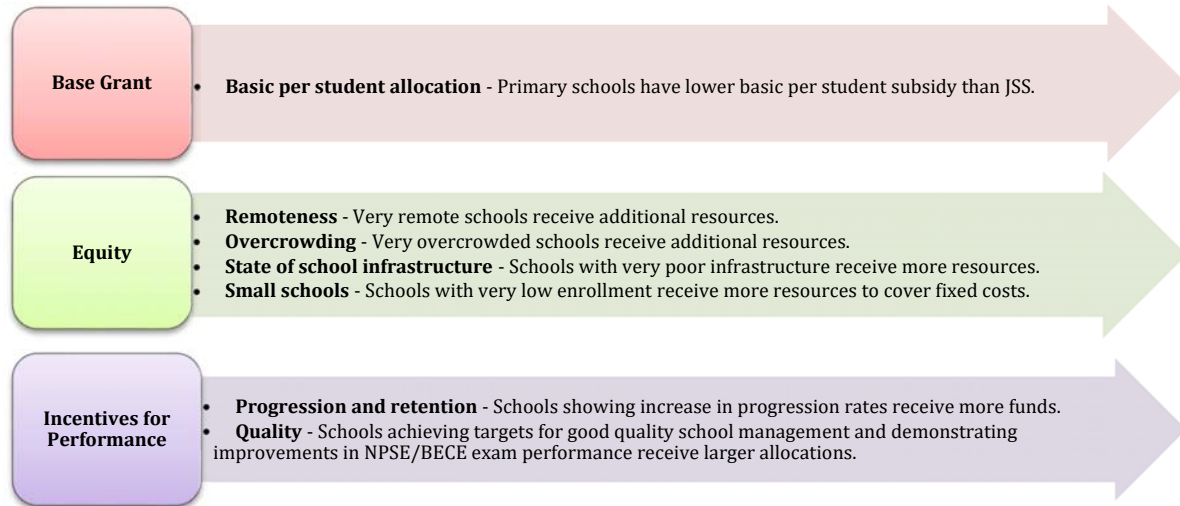 Base Grant
• Basic per student allocation - Primary schools have lower basic per student subsidy than JSS.
Equity
• Remoteness - Very remote schools receive additional resources.
• Overcrowding - Very overcrowded schools receive additional resources.
• State of school infrastructure - Schools with very poor infrastructure receive more resources.
• Small schools - Schools with very low enrollment receive more resources to cover fixed costs.
Incentives for
Performance
• Progression and retention - Schools showing increase in progression rates receive more funds.
• Quality - Schools achieving targets for good quality school management and demonstrating
improvements in NPSE/BECE exam performance receive larger allocations.